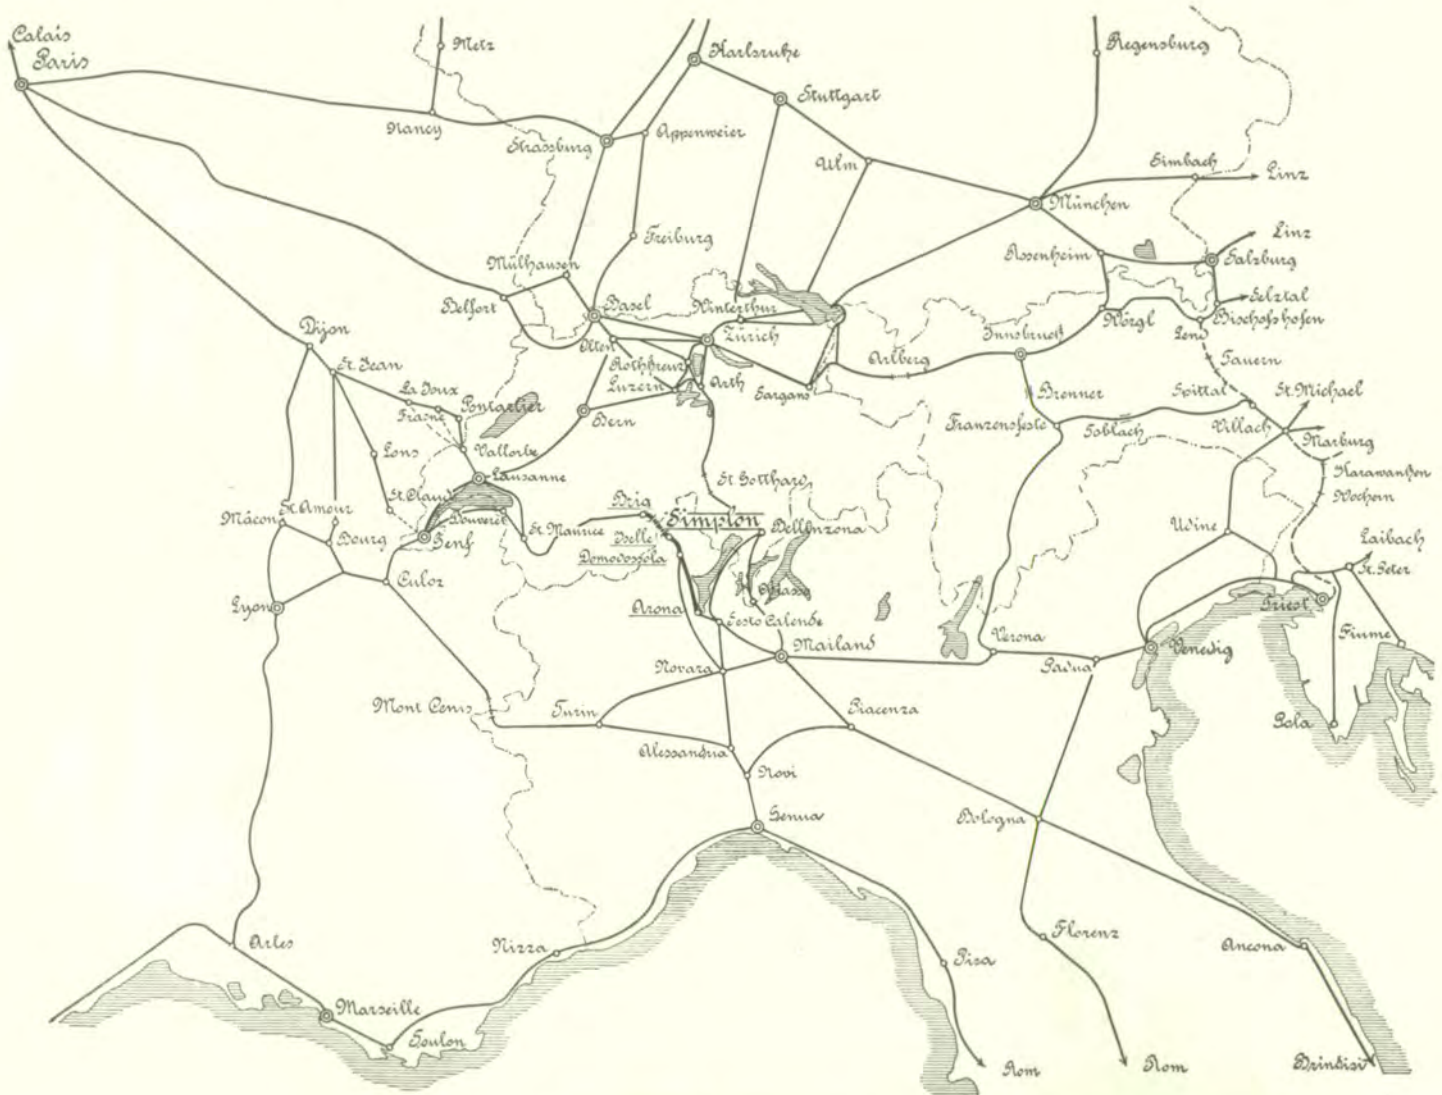 Calais
Paris
Metz
Karlsruhe
Regensburg
Stuttgart
Nancy
Strassburg
Appenweier
Ulm
Simbach
Linz
München
Freiburg
Linz
Rosenheim
Salzburg
Mülhausen
Belfort
Basel
Winterthur
Selztal
Dijon
Olten
Zürich
Innsbruck
Wörgl
Bischofshofen
Lend
St. Jean
Rothkreuz
Arlberg
Tauern
La Joux
Luzern
Arth
Sargans
Brenner
Spittal
St. Michael
Frasne
Pontarlier
Bern
Franzensfeste
Toblach
Villach
Marburg
Lons
Vallorbe
Karawanken
Lausanne
St Gotthard
Wochein
St. Claude
Brig
Simplon
St. Amour
Mâcon
Bouveret
St. Maurice
Iselle
Bellinzona
Udine
Bourg
Genf
Domodossola
Laibach
Culoz
St. Peter
Lyon
Arona
Chiasso
Triest
Sesto Calende
Fiume
Mailand
Verona
Padua
Venedig
Novara
Mont Cenis
Turin
Piacenza
Pola
Alessandria
Novi
Genua
Bologna
Arles
Nizza
Florenz
Ancona
Pisa
Marseille
Toulon
Rom
Rom
Brindisi